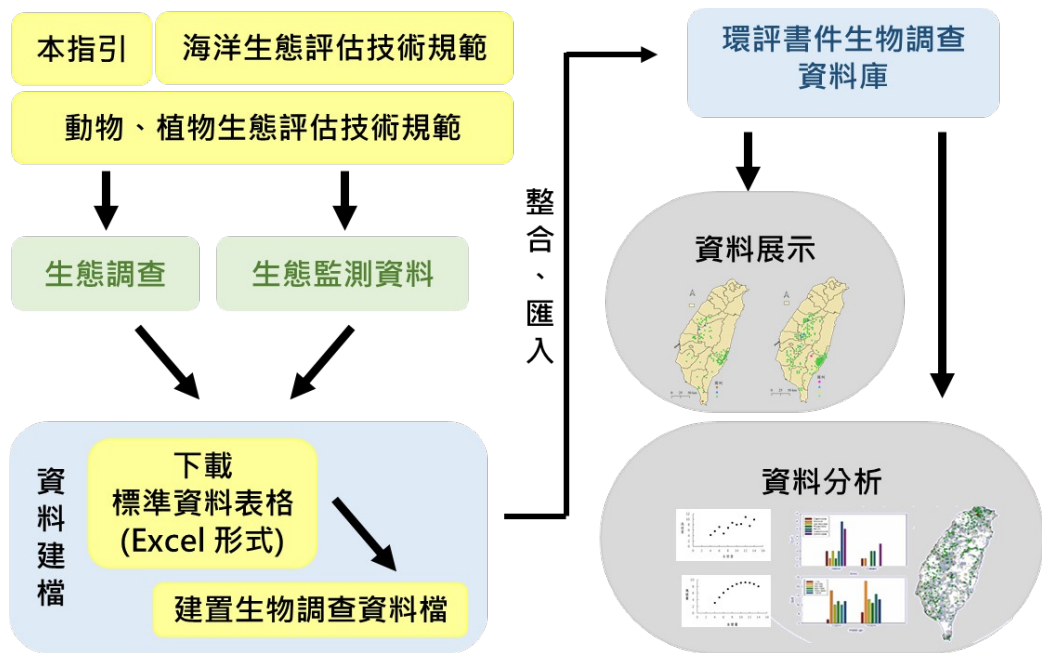 本指引
海洋生態評估技術規範
動物、植物生態評估技術規範
生態調查
生態監測資料
資料建檔
下載
標準資料表格
(Excel 形式)
建置生物調查資料檔
整合、匯入
環評書件生物調查
資料庫
資料展示
資料分析